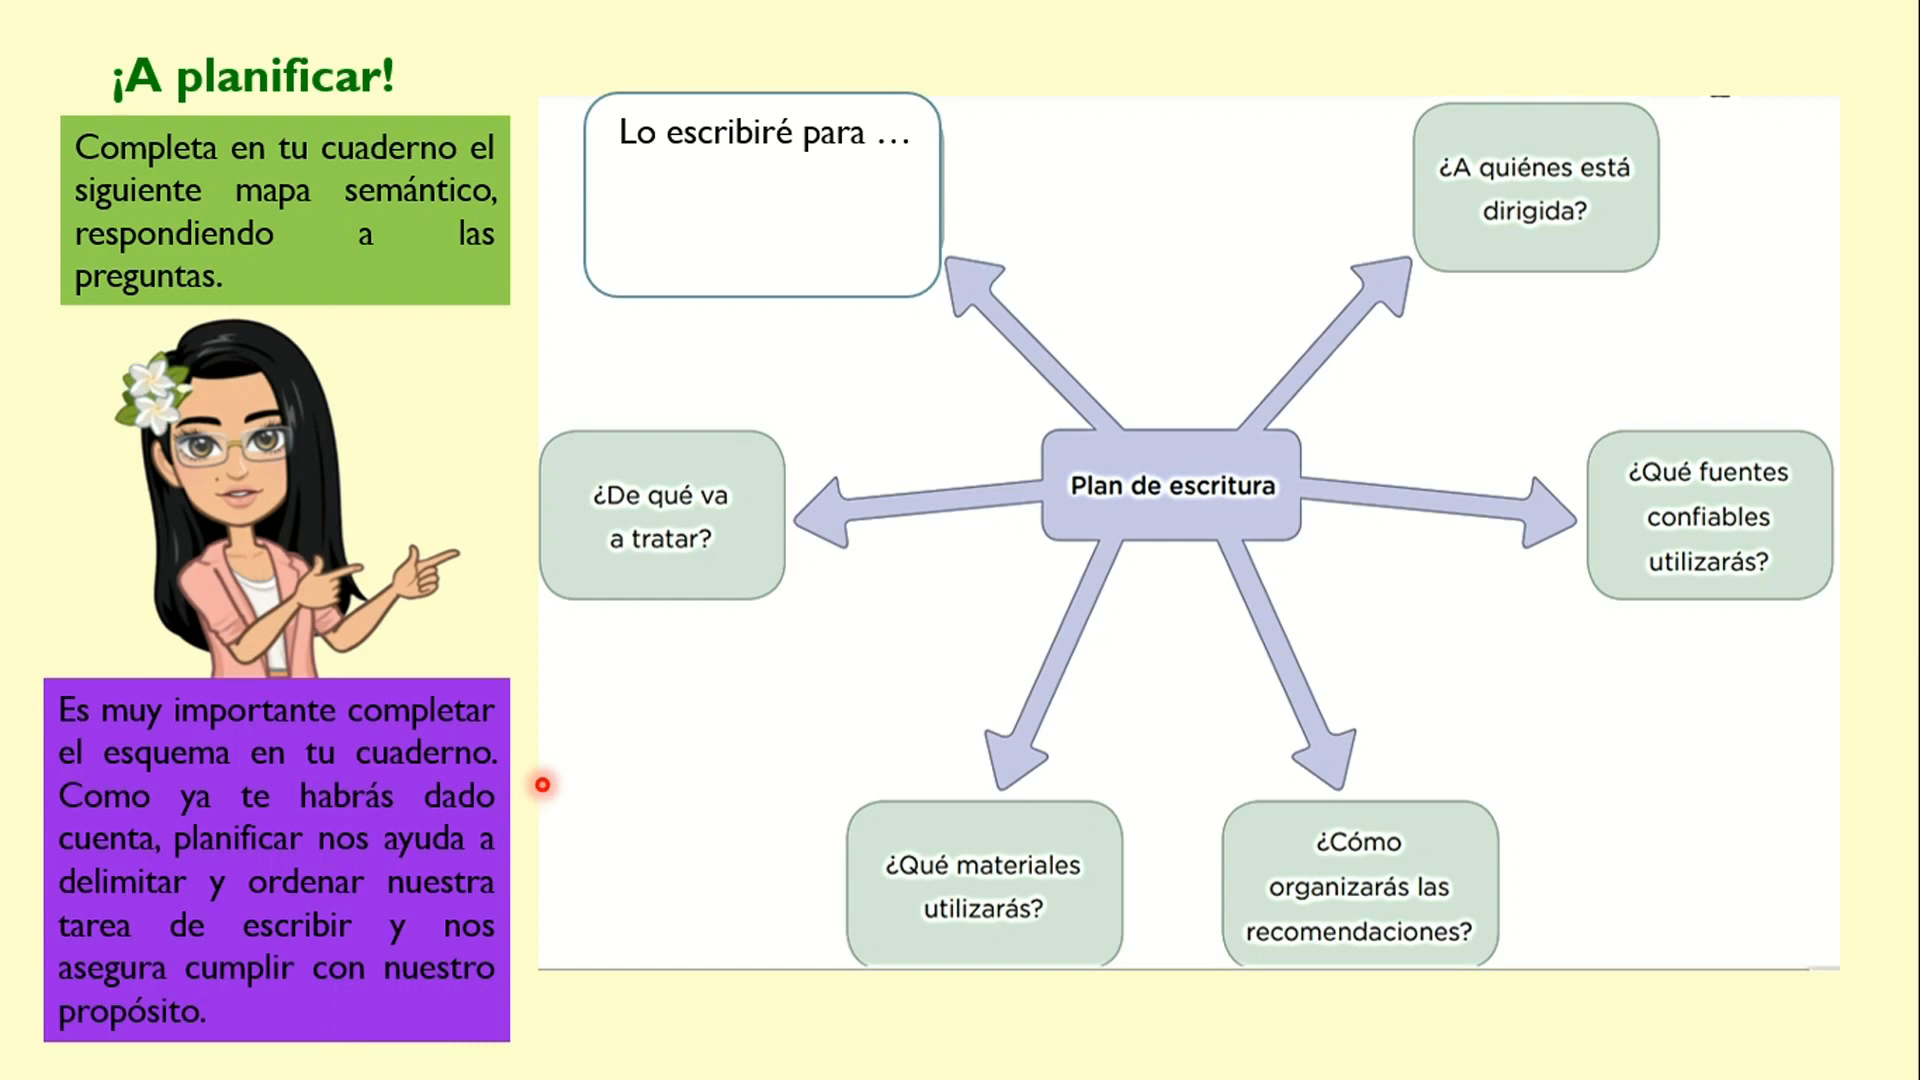 ¡A planificar!
Completa en tu cuaderno el
siguiente mapa semántico,
respondiendo a las
preguntas.
Es muy importante completar
el esquema en tu cuaderno.
Como ya te habrás dado
cuenta, planificar nos ayuda a
delimitar y ordenar nuestra
tarea de escribir y nos
asegura cumplir con nuestro
propósito.
Lo escribiré para ...
¿A quiénes está
dirigida?
¿De qué va
a tratar?
Plan de escritura
¿Qué fuentes
confiables
utilizarás?
¿Qué materiales
utilizarás?
¿Cómo
organizarás las
recomendaciones?